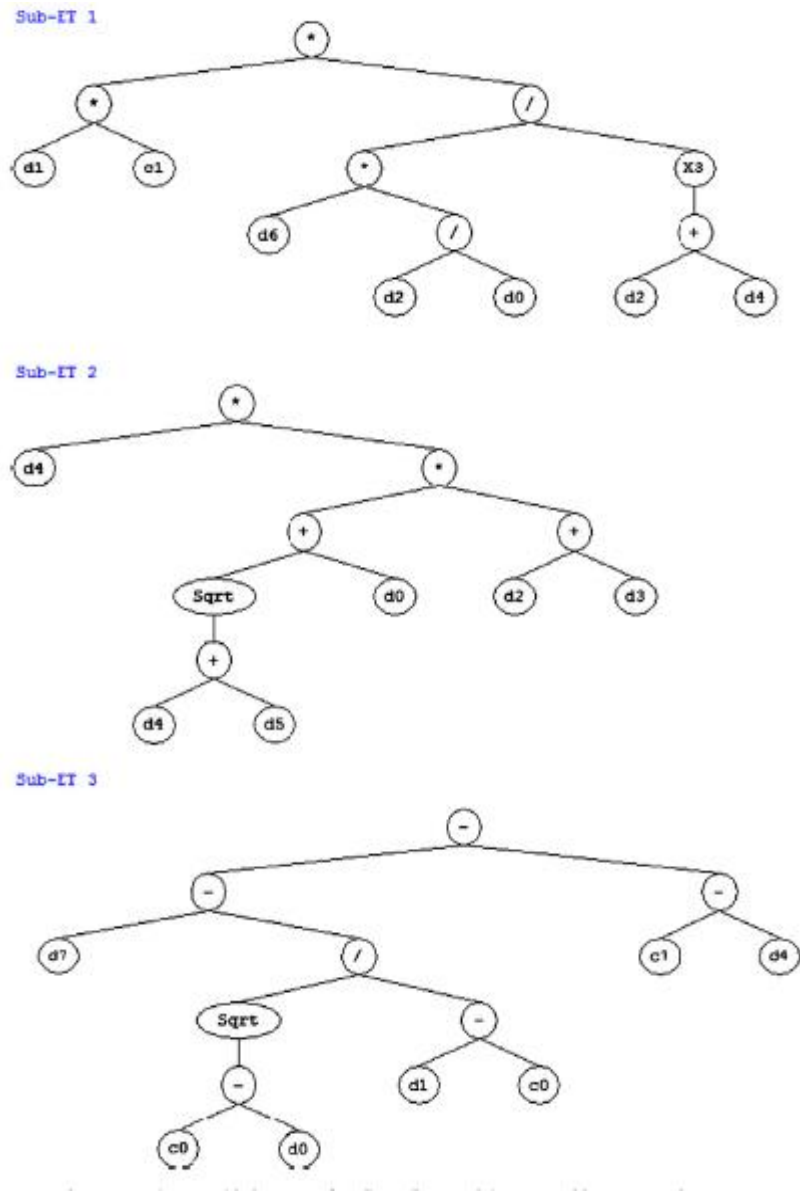 Sub-ET 1
*
* /
d1 c1 * X3
d6 / +
d2 d0 d2 d4
Sub-ET 2
*
d4 *
+ +
Sqrt d0 d2 d3
+
d4 d5
Sub-ET 3
-
- -
d7 / c1 d4
Sqrt -
- d1 c0
c0 d0